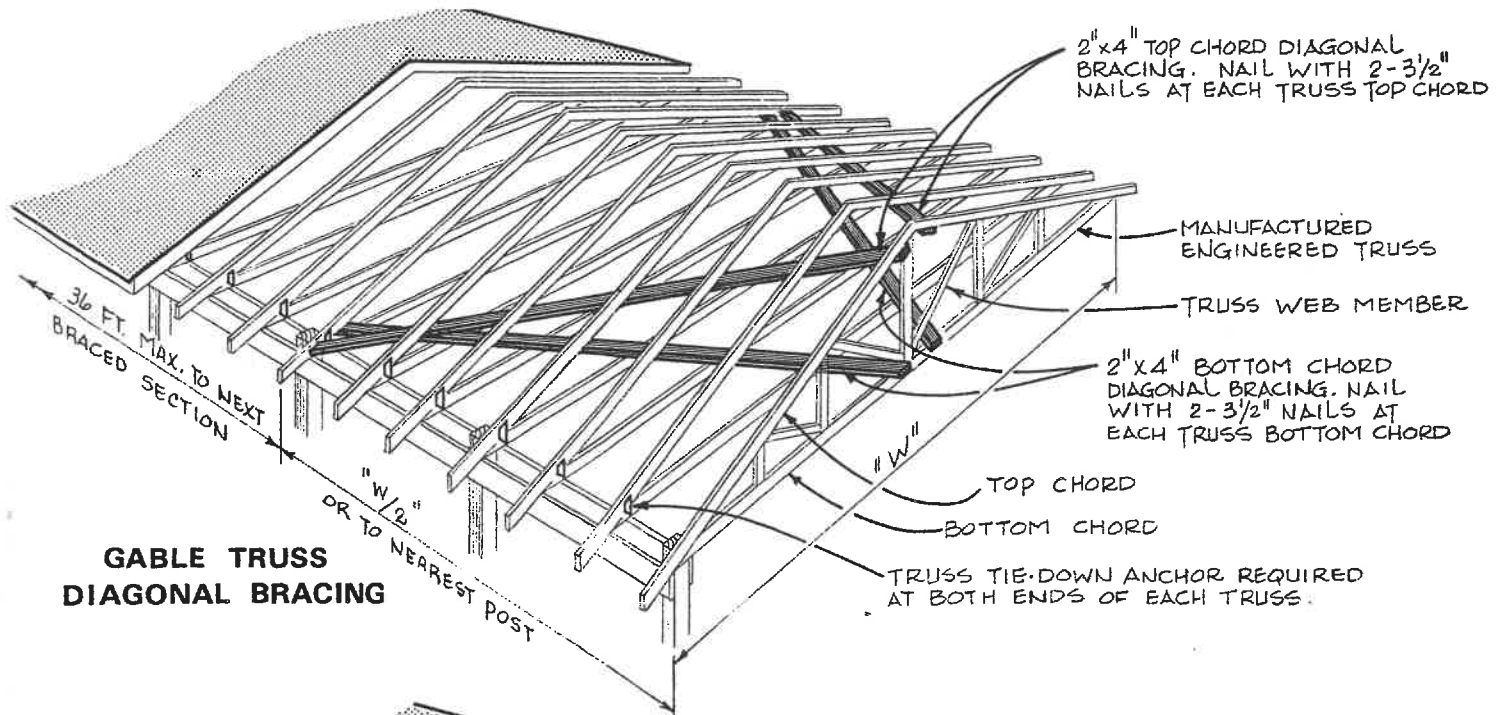 2"x4" TOP CHORD DIAGONAL
BRACING. NAIL WITH 2-3½"
NAILS AT EACH TRUSS TOP CHORD
MANUFACTURED
ENGINEERED TRUSS
TRUSS WEB MEMBER
2"x4" BOTTOM CHORD
DIAGONAL BRACING. NAIL
WITH 2-3½" NAILS AT
EACH TRUSS BOTTOM CHORD
"W"
TOP CHORD
BOTTOM CHORD
TRUSS TIE-DOWN ANCHOR REQUIRED
AT BOTH ENDS OF EACH TRUSS.
36 FT. MAX. TO NEXT
BRACED SECTION
"W/2"
OR TO NEAREST POST
GABLE TRUSS
DIAGONAL BRACING